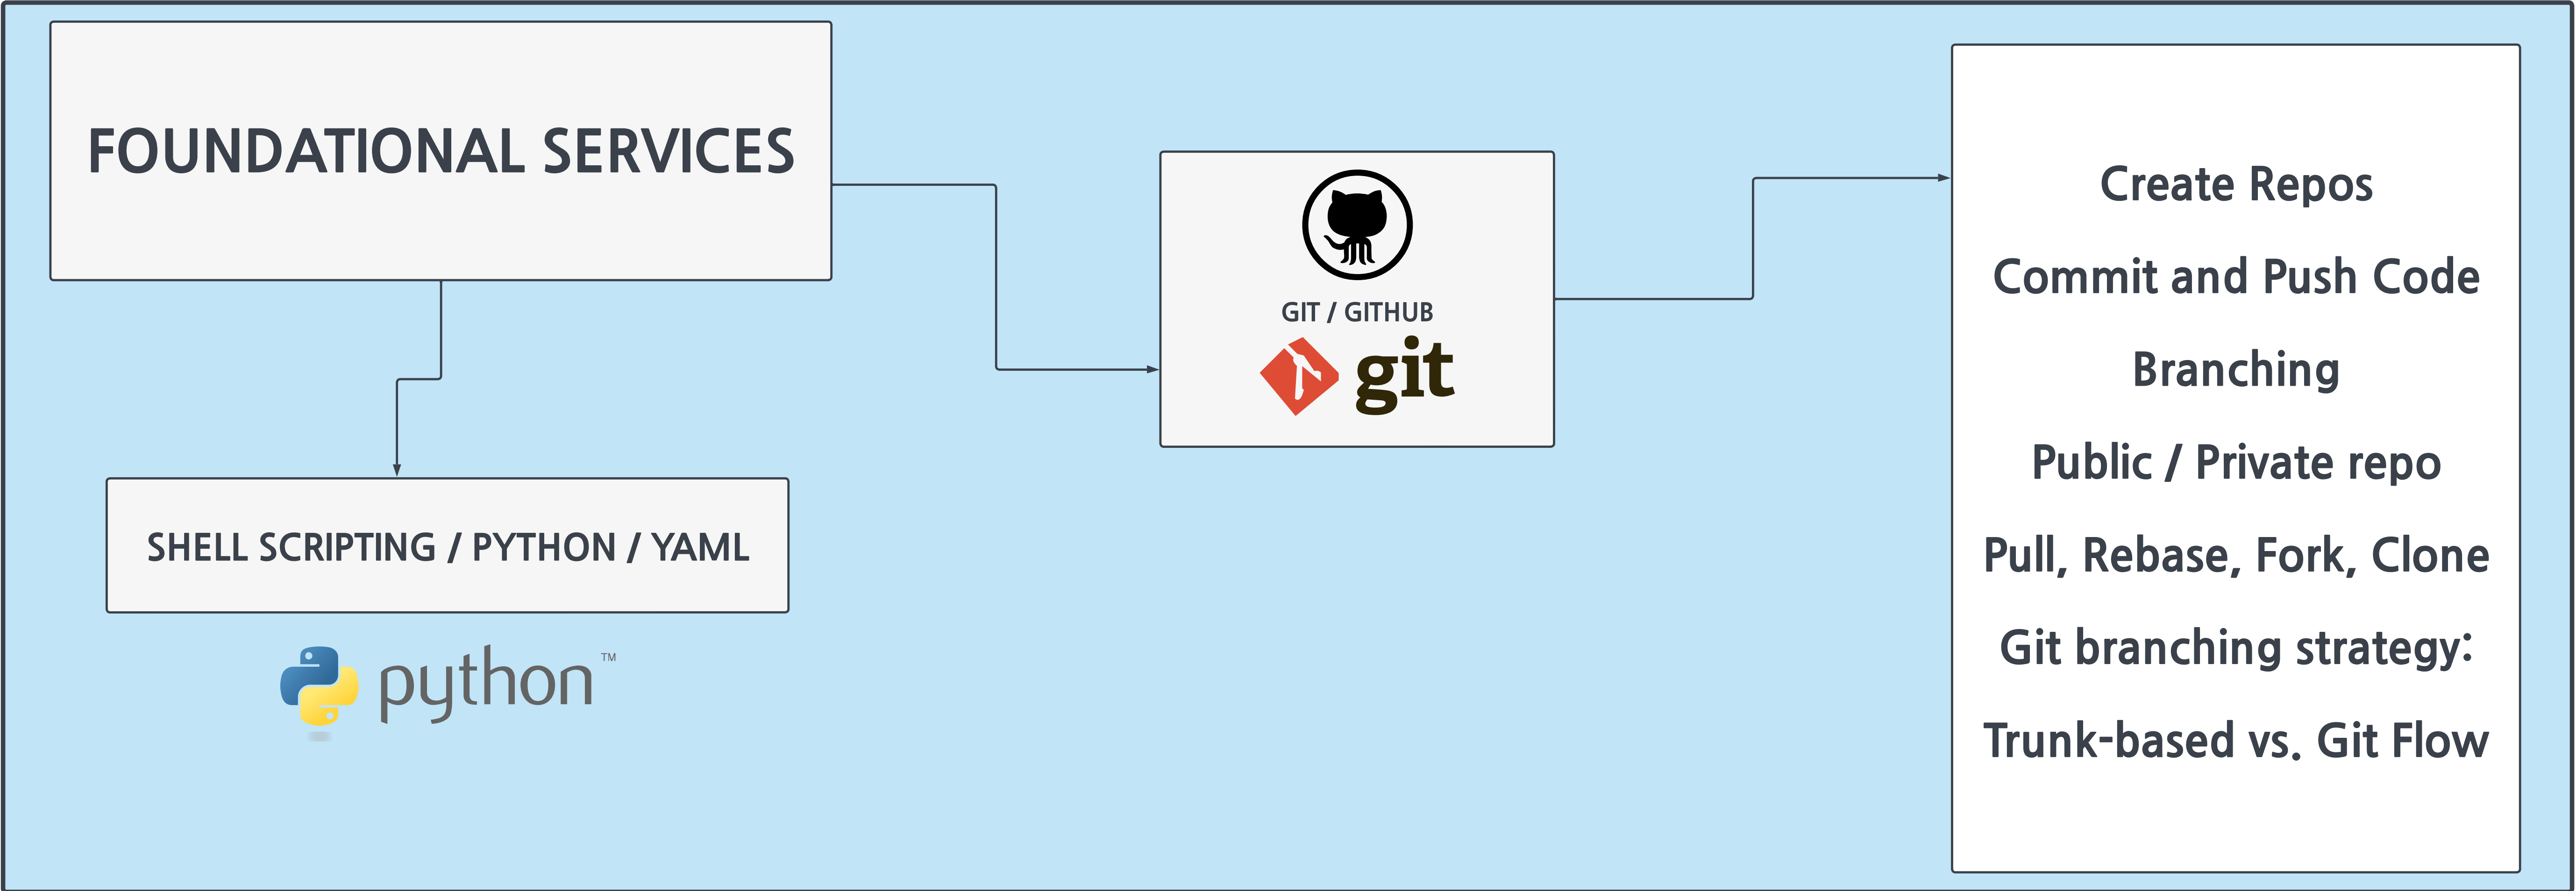 FOUNDATIONAL SERVICES
GIT / GITHUB
git
SHELL SCRIPTING / PYTHON / YAML
python™
Create Repos
Commit and Push Code
Branching
Public / Private repo
Pull, Rebase, Fork, Clone
Git branching strategy:
Trunk-based vs. Git Flow